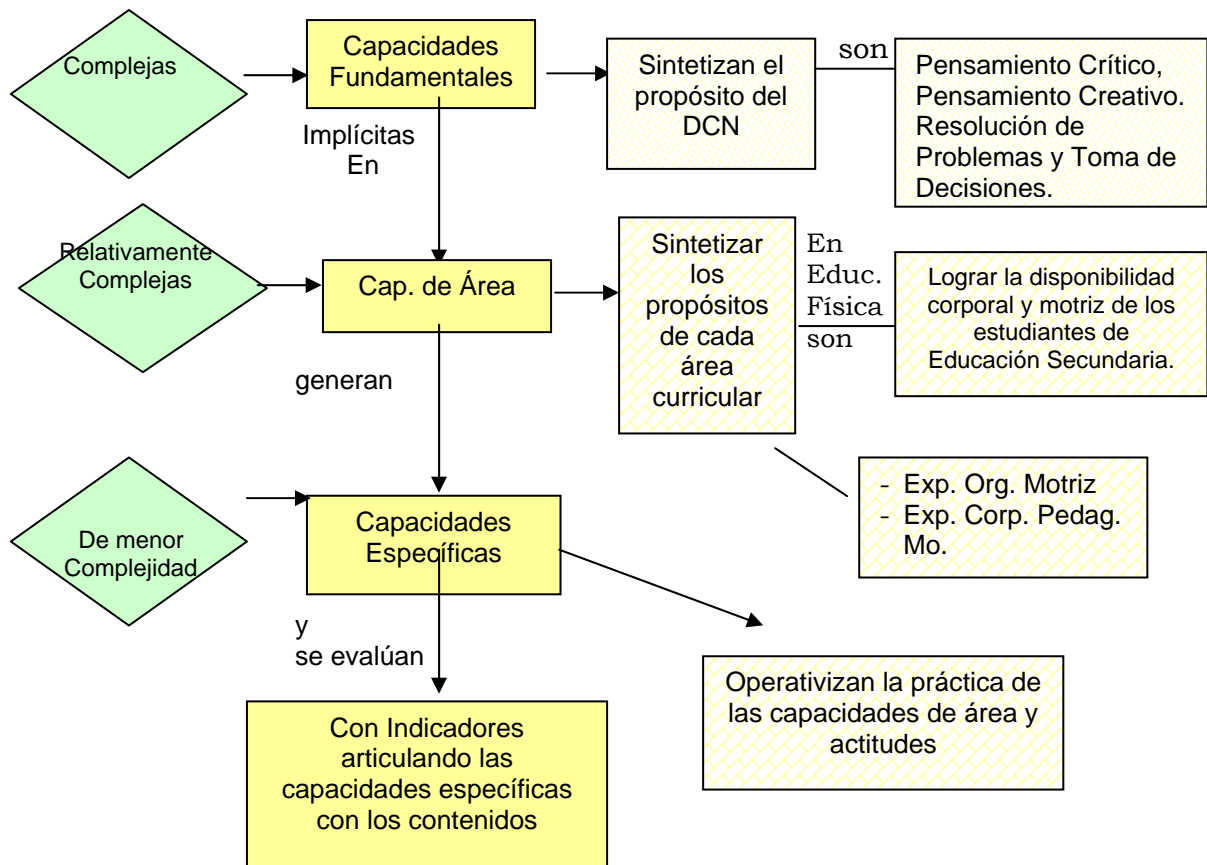 Complejas
Capacidades
Fundamentales
Sintetizan el
propósito del
DCN
son
Pensamiento Crítico,
Pensamiento Creativo.
Resolución de
Problemas y Toma de
Decisiones.
Implícitas
En
Relativamente
Complejas
Cap. de Área
Sintetizar
los
propósitos
de cada
área
curricular
En
Educ.
Física
son
Lograr la disponibilidad
corporal y motriz de los
estudiantes de
Educación Secundaria.
generan
- Exp. Org. Motriz
- Exp. Corp. Pedag.
Mo.
De menor
Complejidad
Capacidades
Específicas
y
se evalúan
Operativizan la práctica de
las capacidades de área y
actitudes
Con Indicadores
articulando las
capacidades específicas
con los contenidos